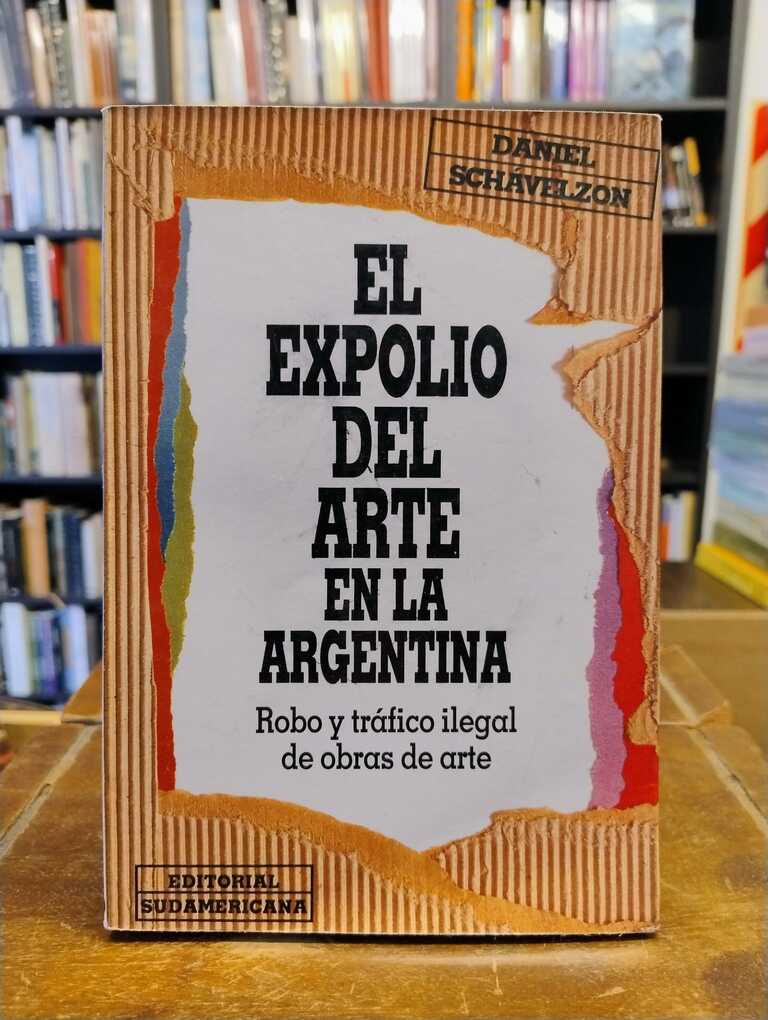 DANIEL
SCHÁVELZON
EL
EXPOLIO
DEL
ARTE
EN LA
ARGENTINA
Robo y tráfico ilegal
de obras de arte
EDITORIAL
SUDAMERICANA